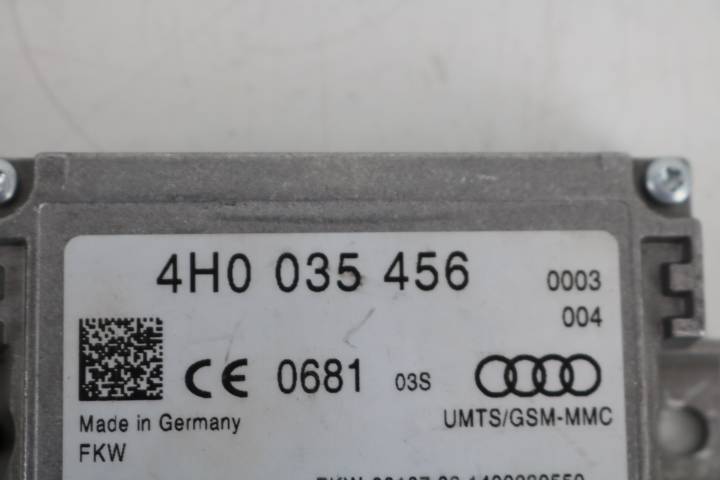 4H0 035 456
0003
004
CE 0681 03S
Made in Germany
UMTS/GSM-MMC
FKW